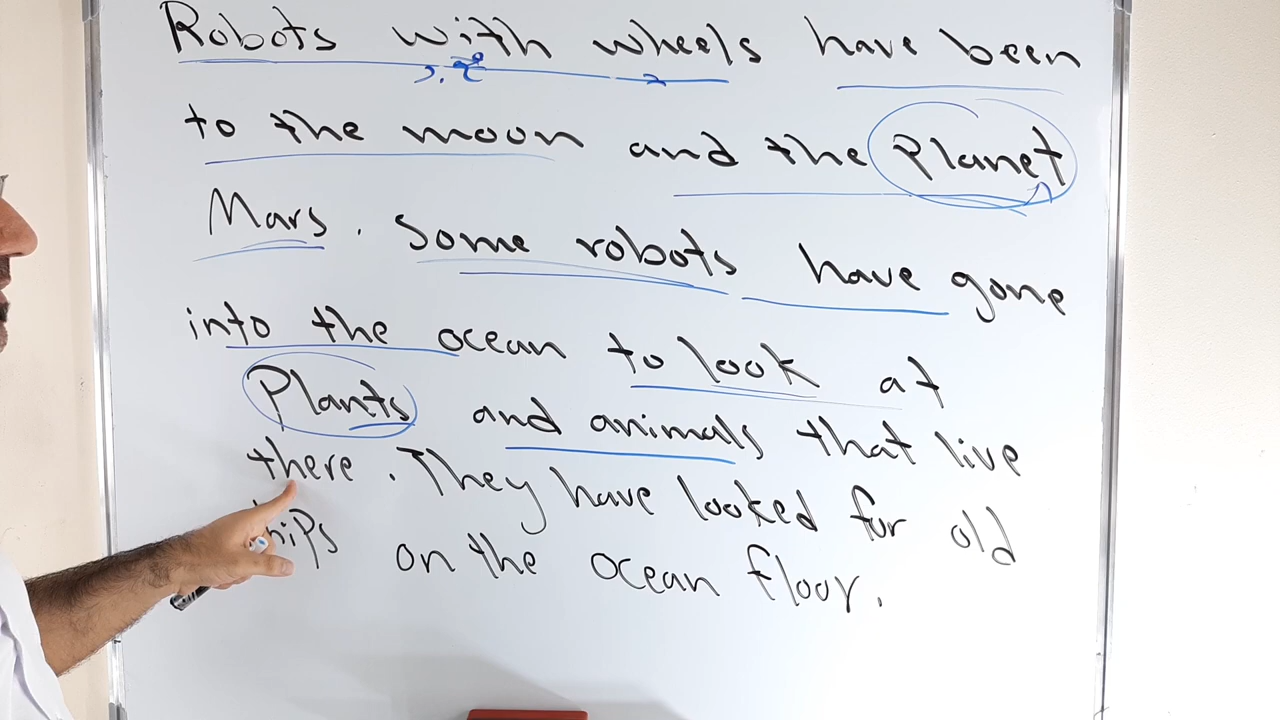 Robots with wheels have been
to the moon and the Planet
Mars. Some robots have gone
into the ocean to look at
Plants and animals that live
there. They have looked for old
on the ocean floor.